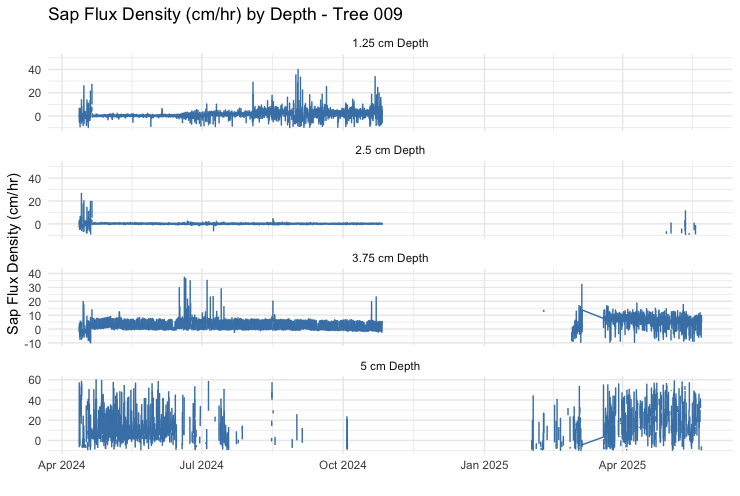 Sap Flux Density (cm/hr) by Depth - Tree 009
1.25 cm Depth
40
20
0
2.5 cm Depth
40
20
0
3.75 cm Depth
40
30
20
10
0
-10
5 cm Depth
60
40
20
0
Sap Flux Density (cm/hr)
Apr 2024
Jul 2024
Oct 2024
Jan 2025
Apr 2025